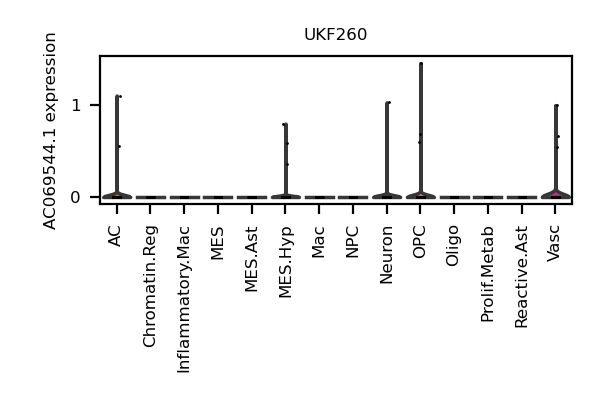 UKF260
AC069544.1 expression
1
0
AC
Chromatin.Reg
Inflammatory.Mac
MES
MES.Ast
MES.Hyp
Mac
NPC
Neuron
OPC
Oligo
Prolif.Metab
Reactive.Ast
Vasc